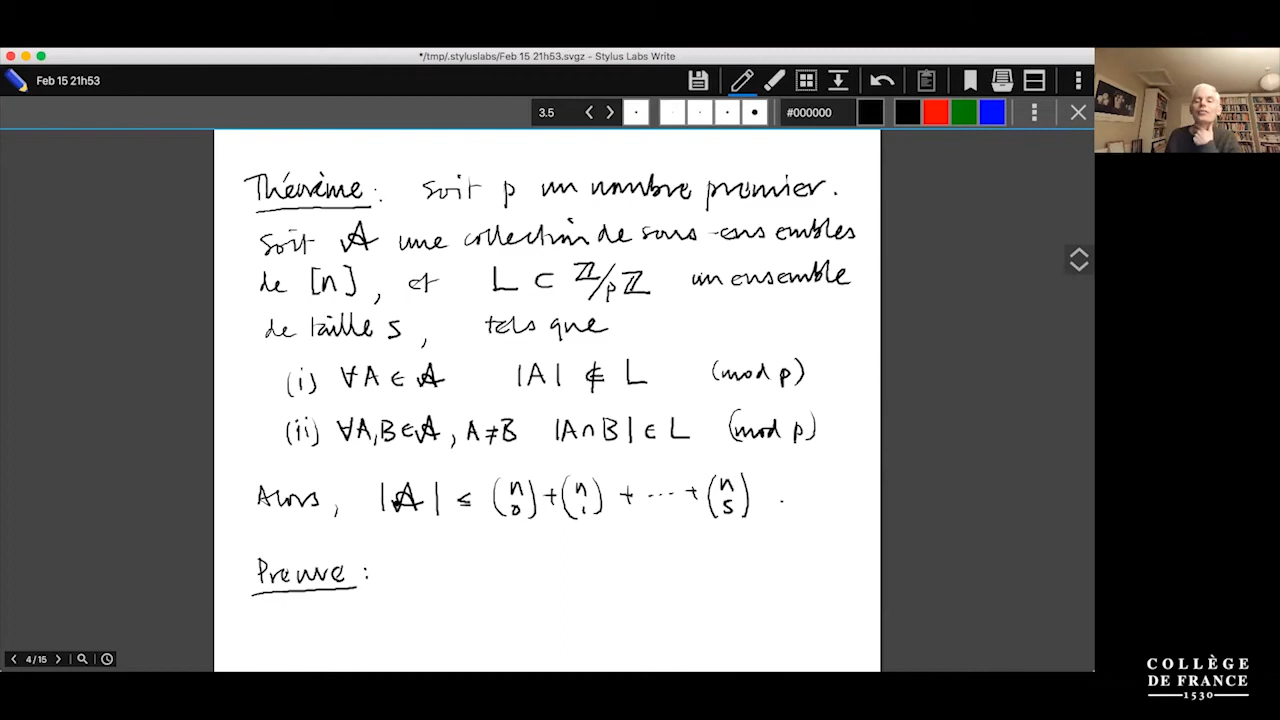 */tmp/.styluslabs/Feb 15 21h53.svgz - Stylus Labs Write
Feb 15 21h53
3.5
#000000
Théorème : soit p un nombre premier.
Soit 𝒜 une collection de sous-ensembles
de [n], et L ⊂ ℤ/pℤ un ensemble
de taille s, tels que
(i) ∀A ∈ 𝒜 |A| ∉ L (mod p)
(ii) ∀A,B ∈ 𝒜, A ≠ B |A ∩ B| ∈ L (mod p)
Alors, |𝒜| ≤ (n 0) + (n 1) + ... + (n s).
Preuve :
4/15
COLLÈGE
DE FRANCE
1530